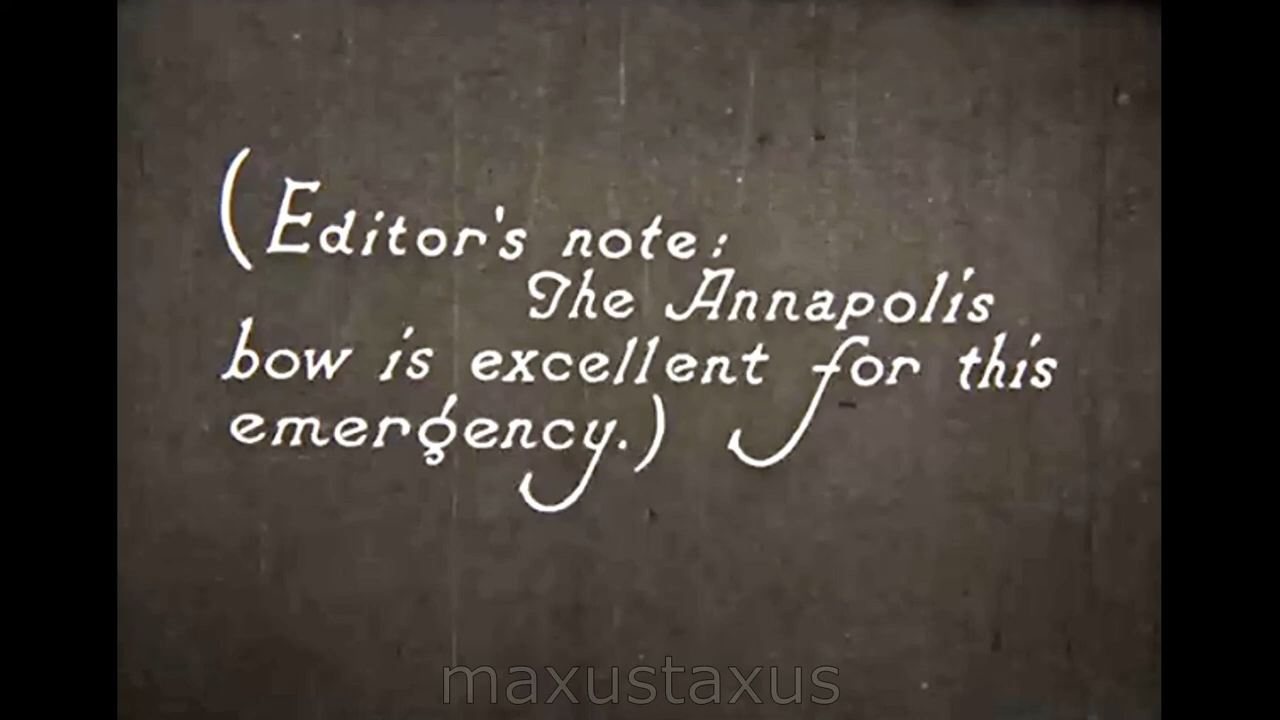 (Editor's note:
The Annapolis
bow is excellent for this
emergency.)
maxustaxus